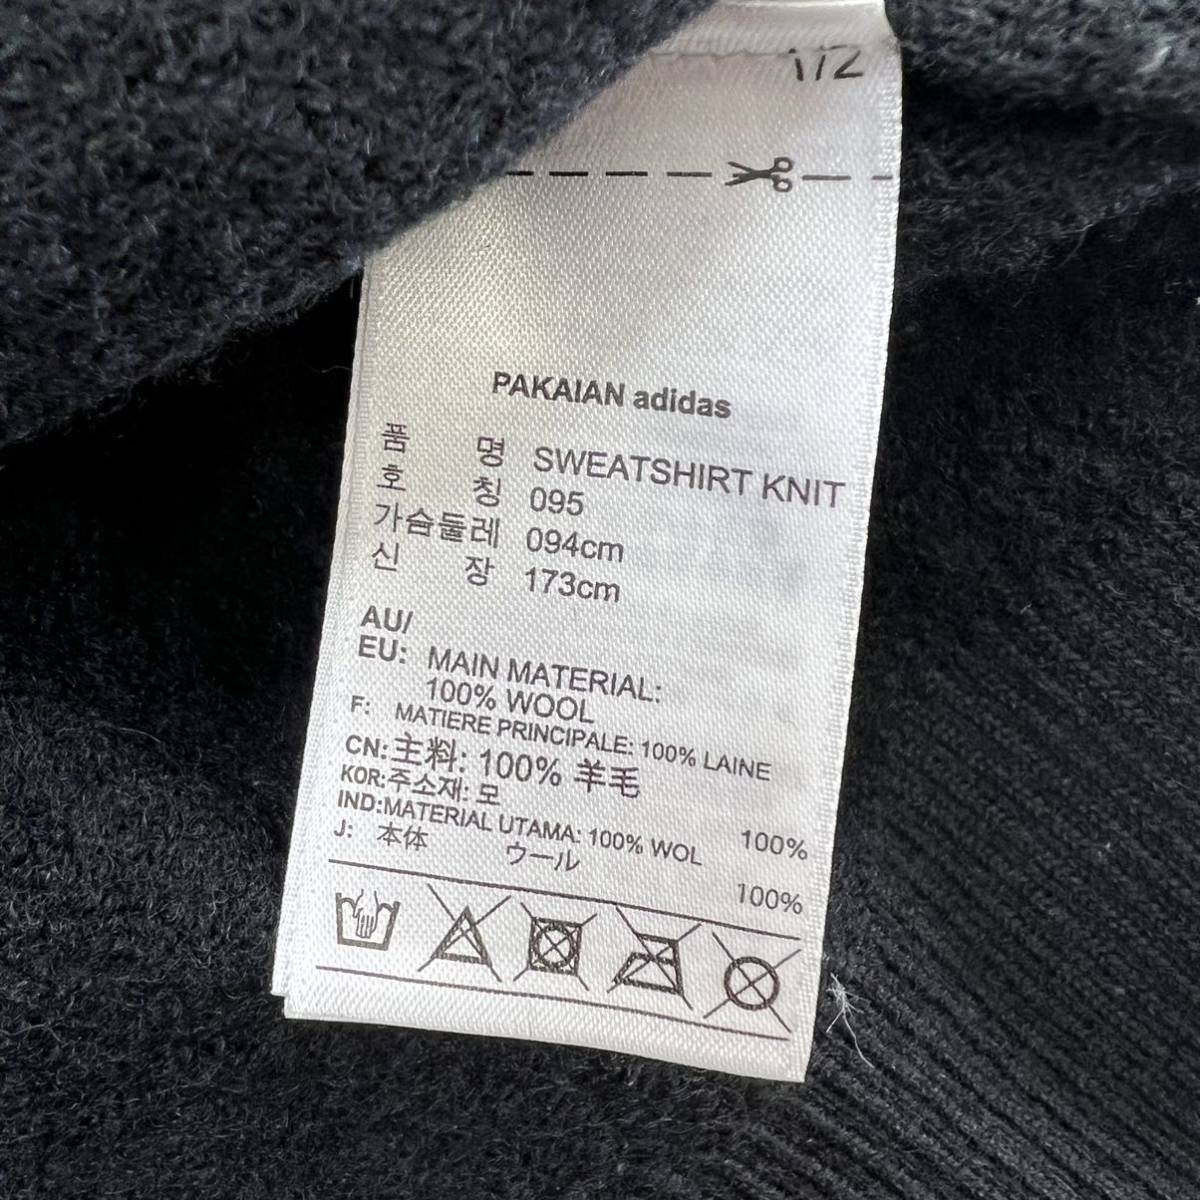 PAKAIAN adidas
품 명 SWEATSHIRT KNIT
호 칭 095
가슴둘레 094cm
신 장 173cm
AU/
EU: MAIN MATERIAL:
100% WOOL
F: MATIERE PRINCIPALE: 100% LAINE
CN:主料: 100% 羊毛
KOR:주소재: 모 100%
IND:MATERIAL UTAMA: 100% WOL
J: 本体 ウール 100%